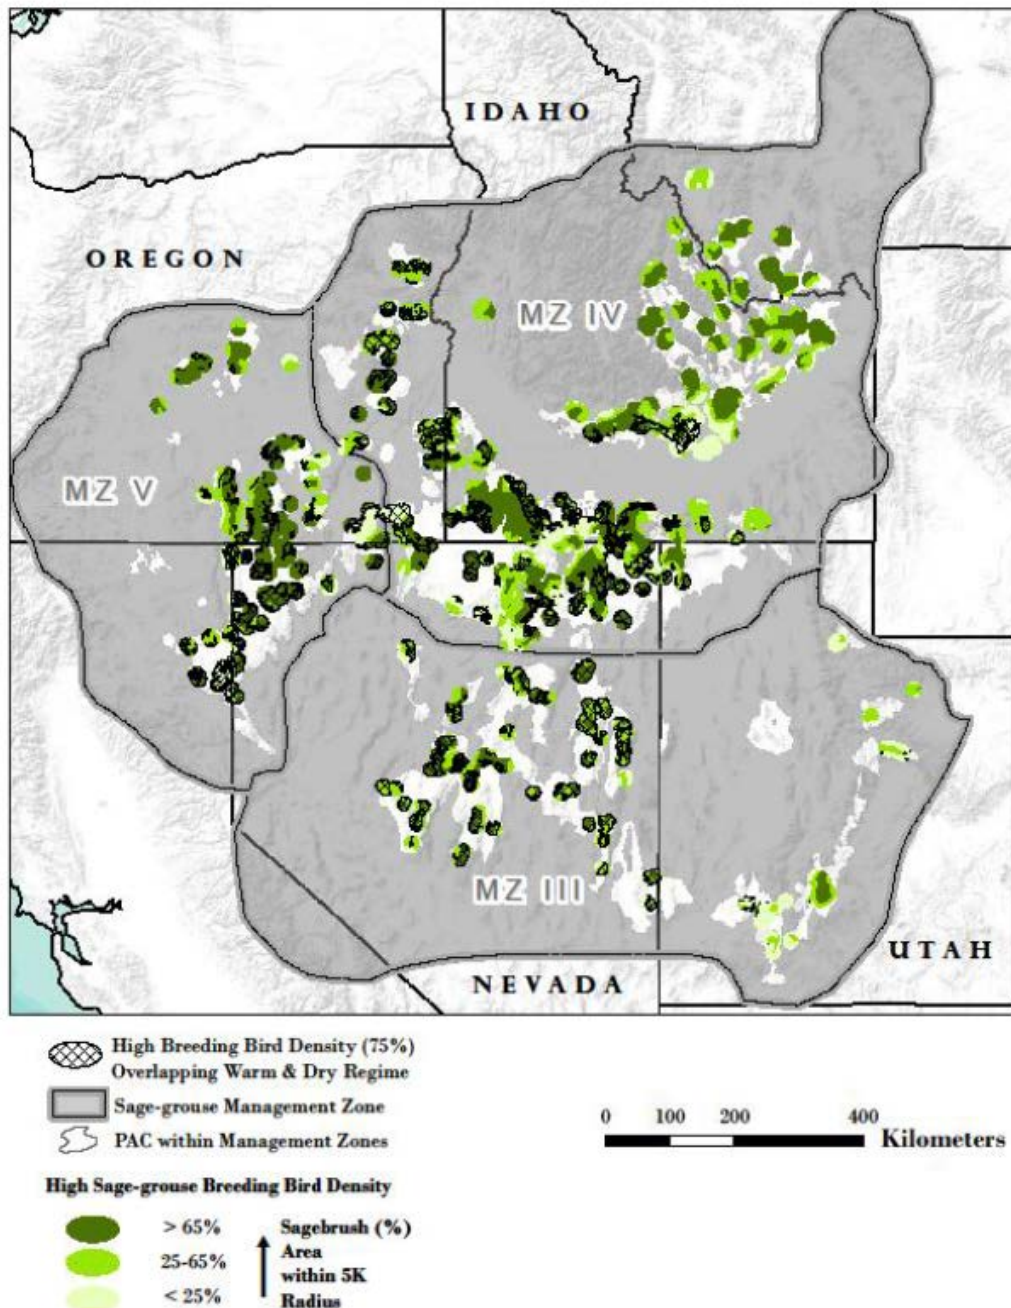 IDAHO
OREGON
MZ IV
MZ V
MZ III
UTAH
NEVADA
High Breeding Bird Density (75%)
Overlapping Warm & Dry Regime
Sage-grouse Management Zone
PAC within Management Zones
0 100 200 400
Kilometers
High Sage-grouse Breeding Bird Density
> 65%
25-65%
< 25%
Sagebrush (%)
Area
within 5K
Radius